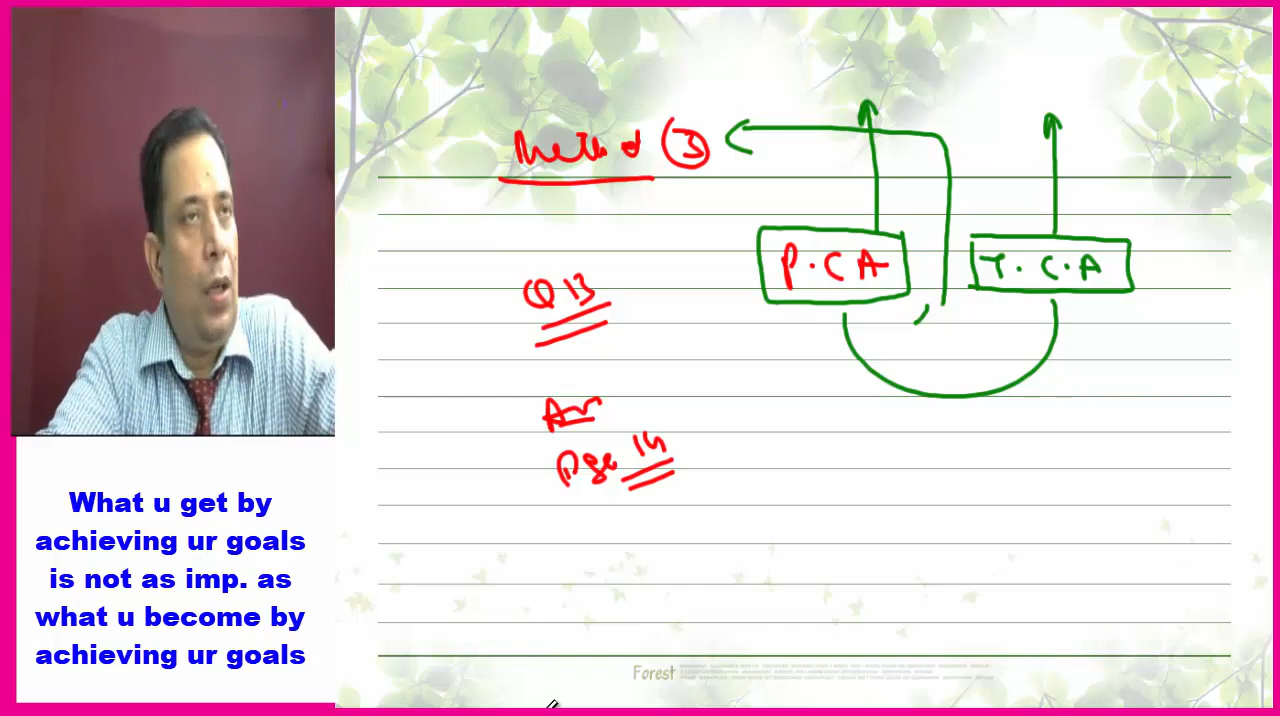 Method 3
P.C A
T.C.A
Q 13
An
Page 14
What u get by
achieving ur goals
is not as imp. as
what u become by
achieving ur goals
Forest